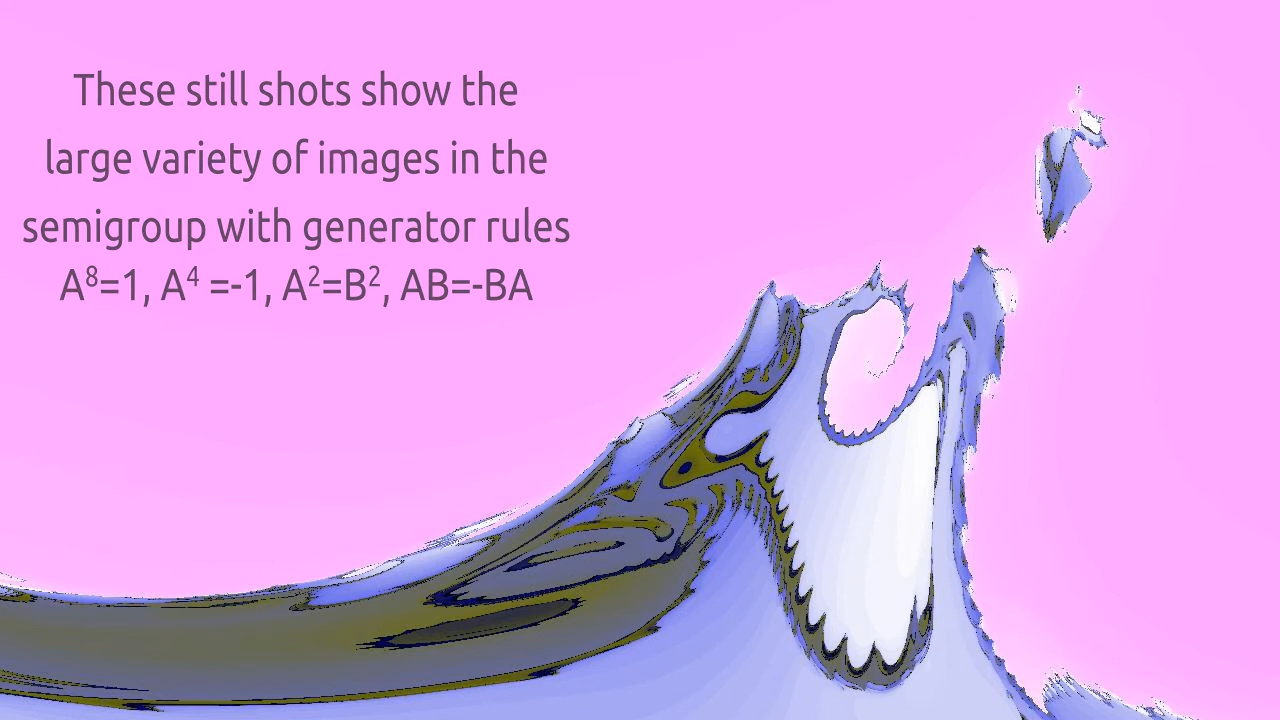 These still shots show the
large variety of images in the
semigroup with generator rules
A⁸=1, A⁴ =-1, A²=B², AB=-BA